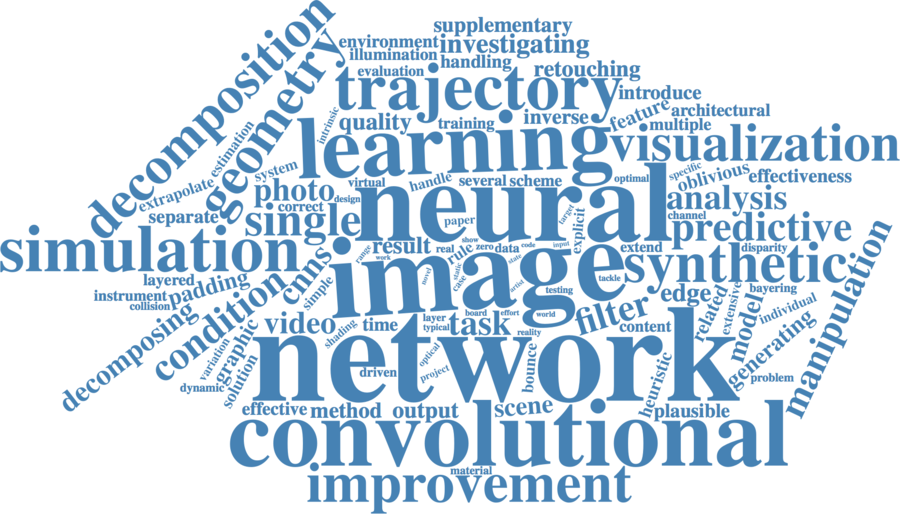 supplementary
environment
investigating
illumination
handling
evaluation
retouching
decomposition
geometry
trajectory
introduce
feature
architectural
intrinsic
quality
training
inverse
multiple
learning
visualization
estimation
extrapolate
system
photo
virtual
handle
several
scheme
optimal
specific
oblivious
effectiveness
design
correct
separate
single
neural
analysis
paper
target
explicit
channel
predictive
simulation
result
real
show
zero
data
code
input
extend
disparity
range
work
rule
state
image
synthetic
layered
instrument
collision
padding
cnns
condition
simple
novel
static
case
artist
testing
tackle
edge
related
extensive
bayering
individual
manipulation
decomposing
variation
graphic
video
shading
time
layer
typical
task
board
effort
reality
world
filter
content
model
generating
network
dynamic
solution
driven
optical
project
bounce
heuristic
problem
effective
method
output
scene
plausible
convolutional
material
improvement